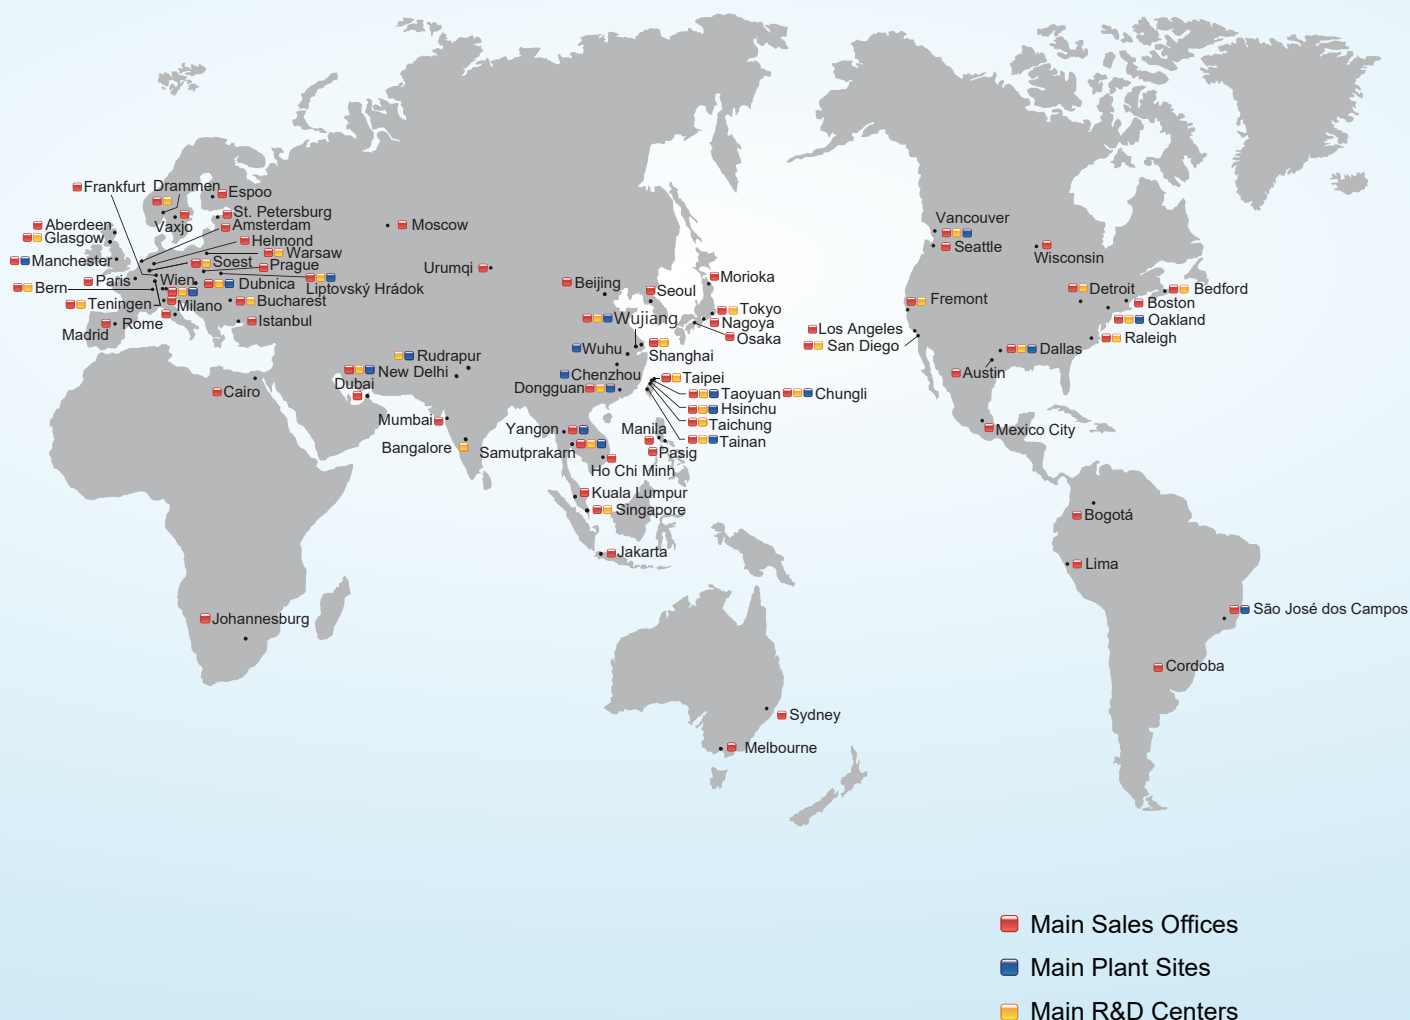 Frankfurt
Drammen
Espoo
St. Petersburg
Aberdeen
Vaxjo
Amsterdam
Moscow
Glasgow
Helmond
Warsaw
Manchester
Soest
Prague
Urumqi
Paris
Wien
Dubnica
Liptovský Hrádok
Bern
Teningen
Milano
Bucharest
Madrid
Rome
Istanbul
Beijing
Seoul
Morioka
Wujiang
Tokyo
Nagoya
Osaka
Wuhu
Shanghai
Rudrapur
New Delhi
Chenzhou
Dongguan
Taipei
Cairo
Dubai
Taoyuan
Chungli
Hsinchu
Mumbai
Taichung
Yangon
Manila
Tainan
Bangalore
Samutprakarn
Pasig
Ho Chi Minh
Kuala Lumpur
Singapore
Jakarta
Johannesburg
Sydney
Melbourne
Vancouver
Seattle
Wisconsin
Fremont
Detroit
Bedford
Boston
Los Angeles
Oakland
San Diego
Raleigh
Dallas
Austin
Mexico City
Bogotá
Lima
São José dos Campos
Cordoba
Main Sales Offices
Main Plant Sites
Main R&D Centers